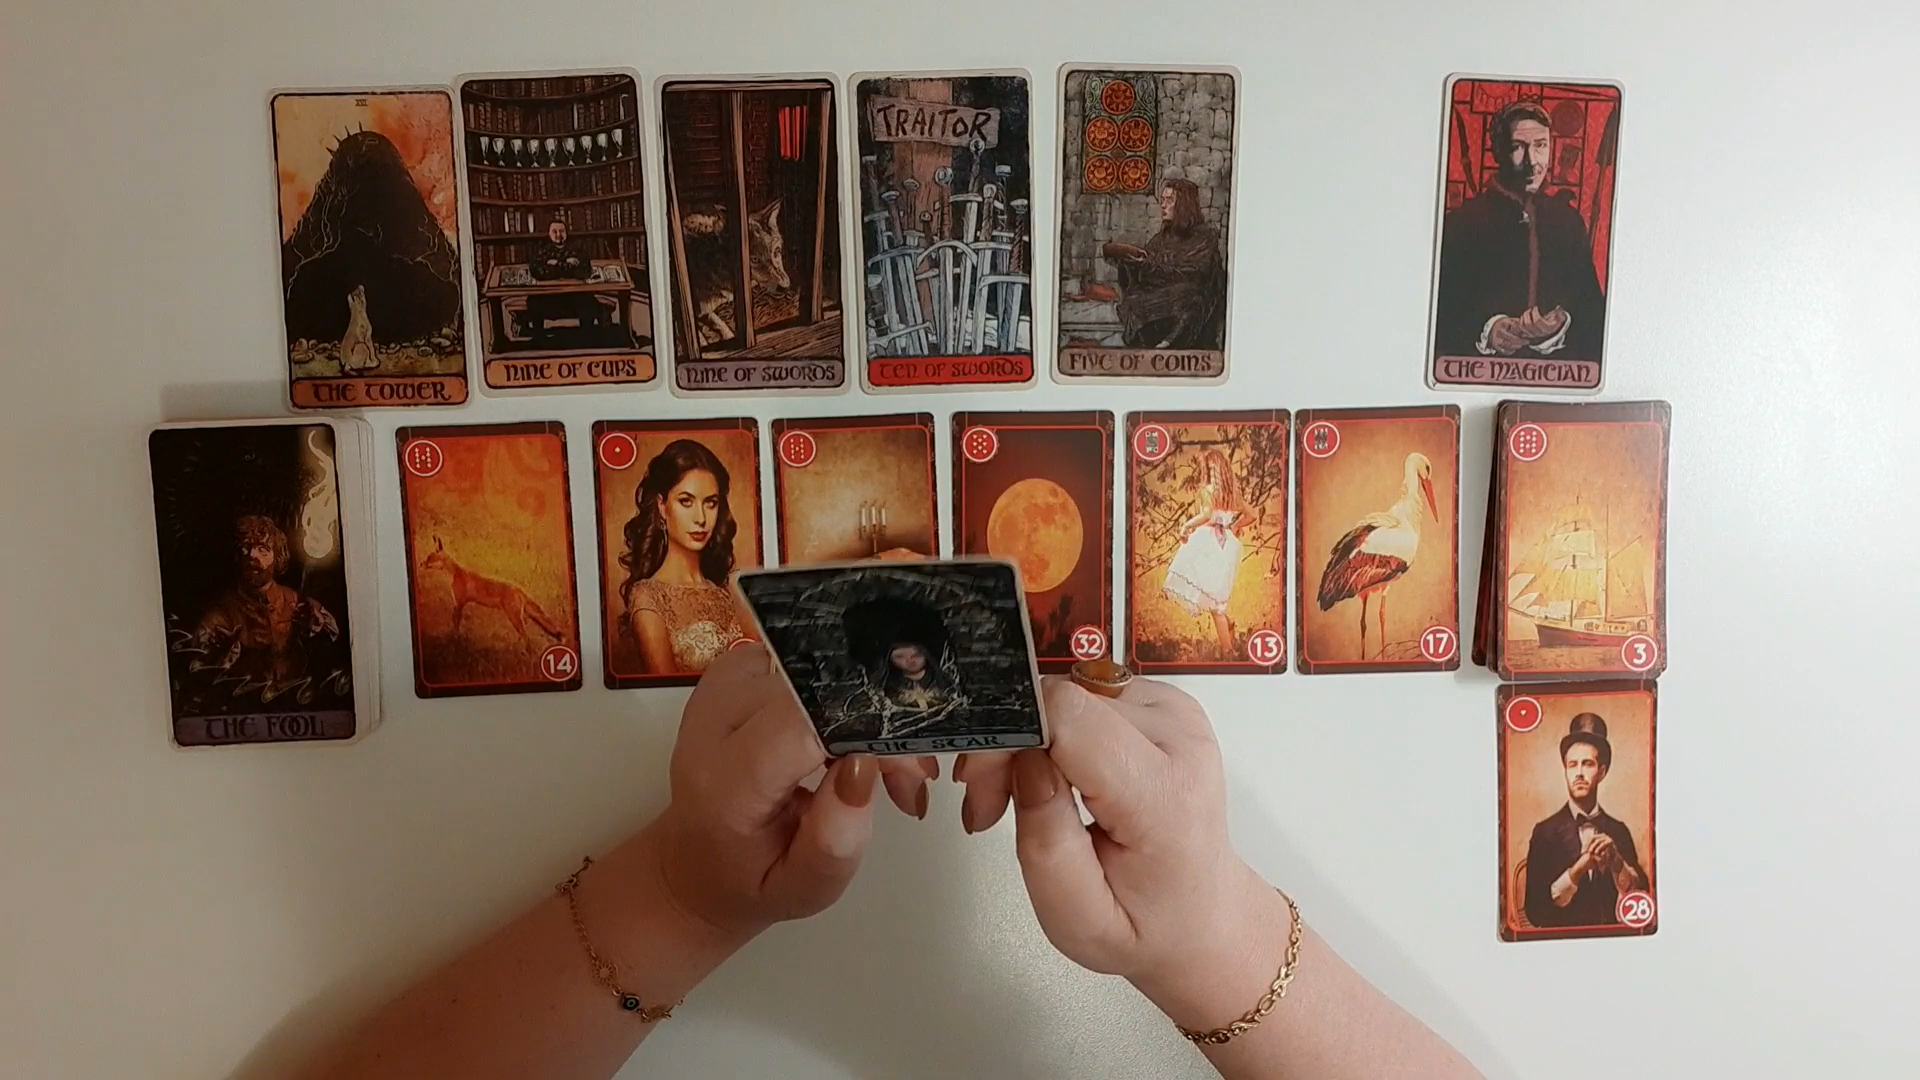 XVI
THE TOWER
NINE OF CUPS
NINE OF SWORDS
TRAITOR
TEN OF SWORDS
FIVE OF COINS
THE MAGICIAN
THE FOOL
14
32
13
17
3
THE STAR
28